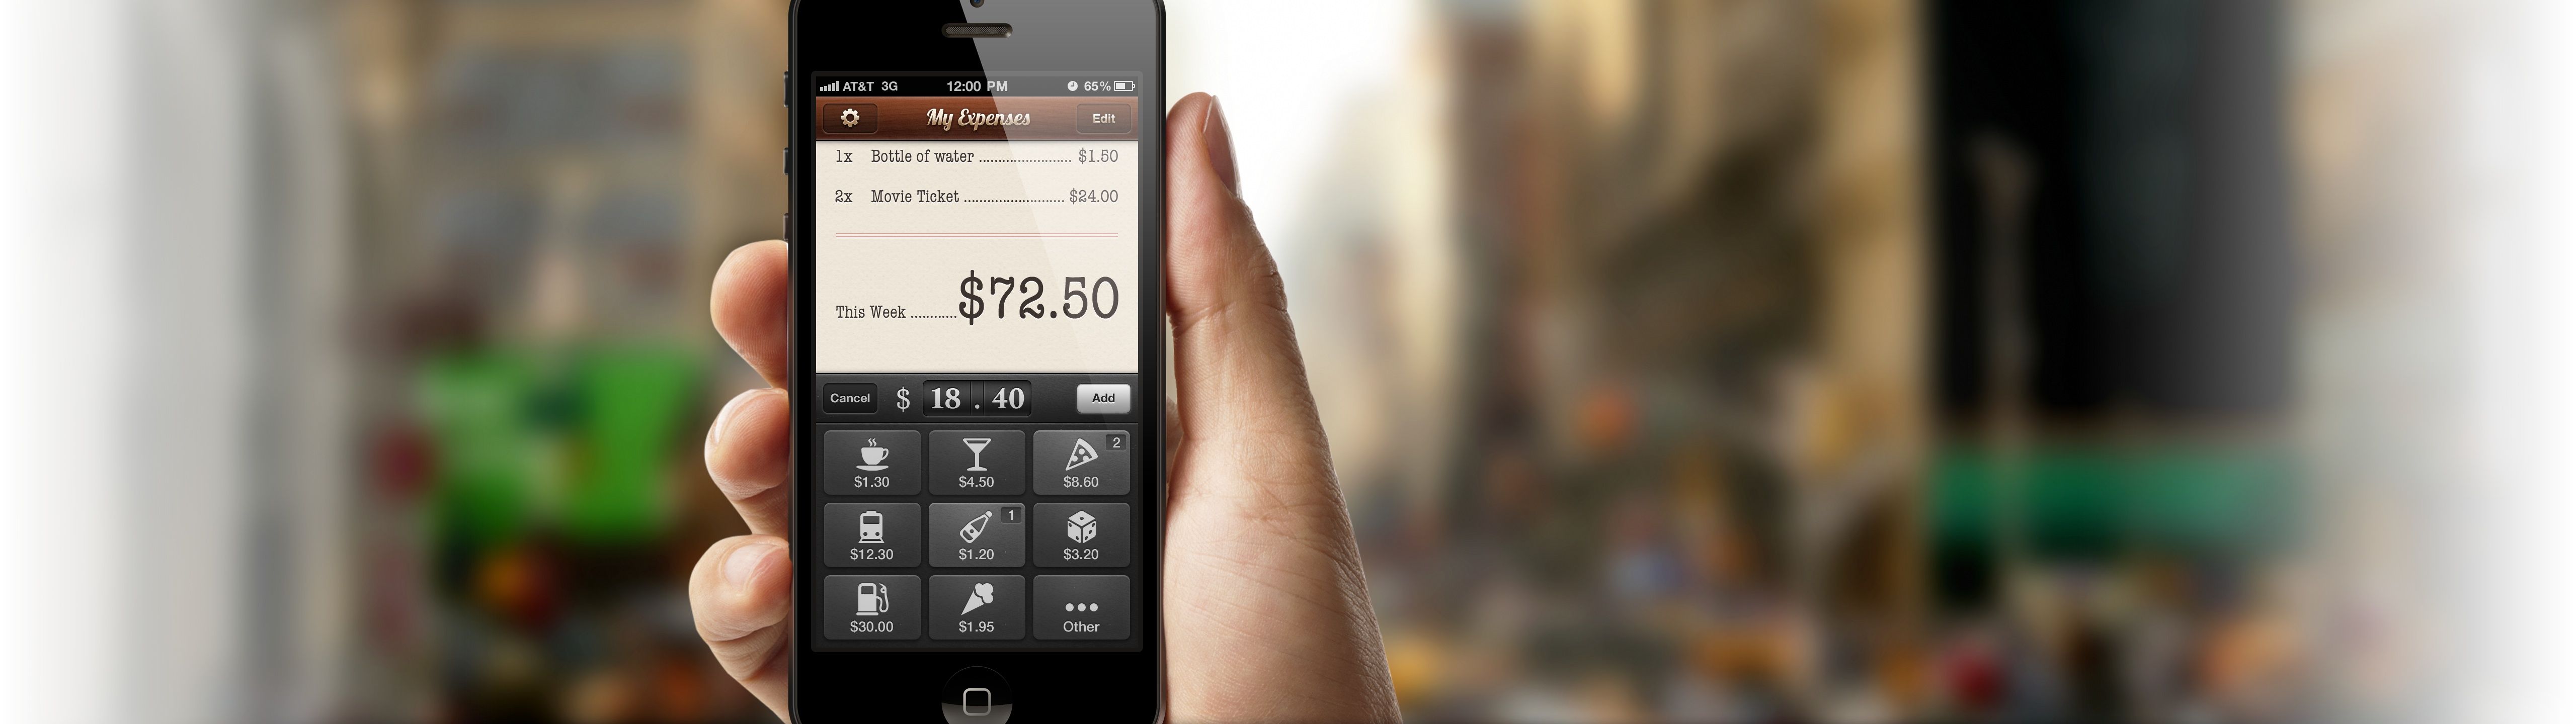 AT&T 3G 12:00 PM 65%
My Expenses Edit
1x Bottle of water ....................... $1.50
2x Movie Ticket ......................... $24.00
This Week ............$72.50
Cancel $ 18 . 40 Add
2
$1.30 $4.50 $8.60
1
$12.30 $1.20 $3.20
$30.00 $1.95 Other